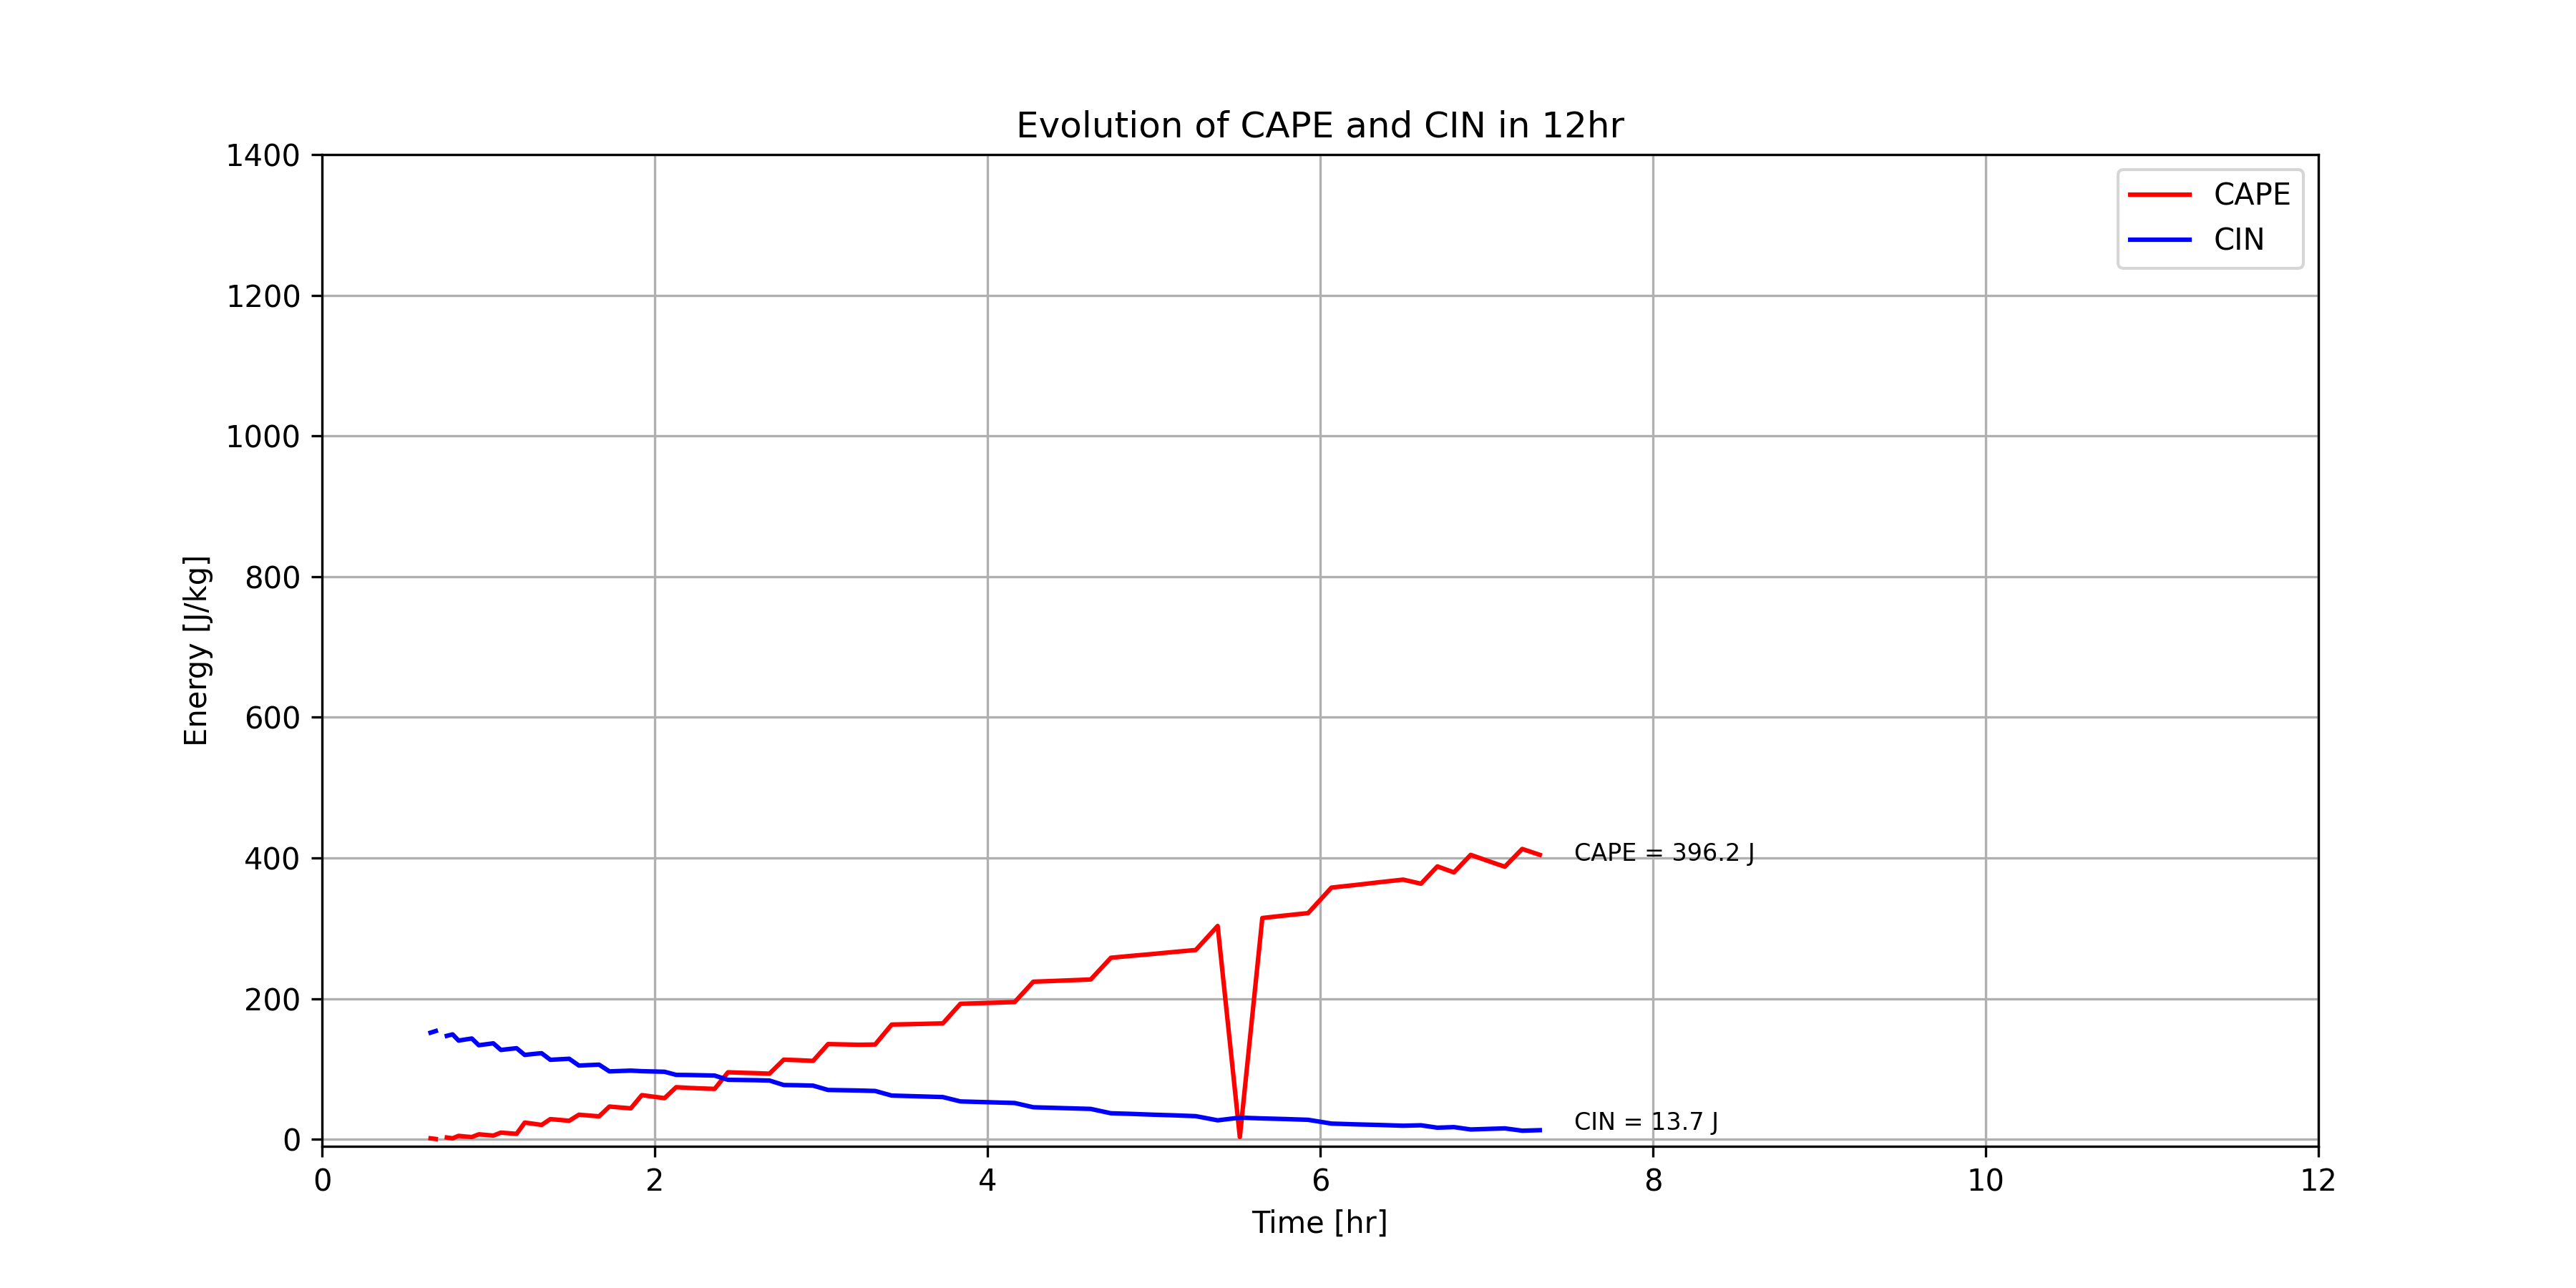 Evolution of CAPE and CIN in 12hr
1400
1200
1000
800
600
400
200
0
Energy [J/kg]
CAPE
CIN
CAPE = 396.2 J
CIN = 13.7 J
0 2 4 6 8 10 12
Time [hr]